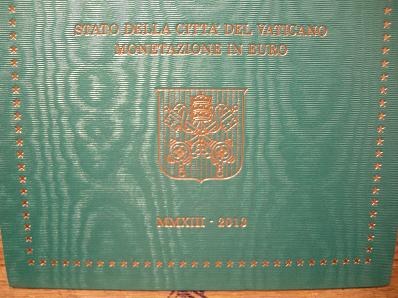 STATO DELLA CITTA' DEL VATICANO
MONETAZIONE IN EURO
MMXIII - 2013